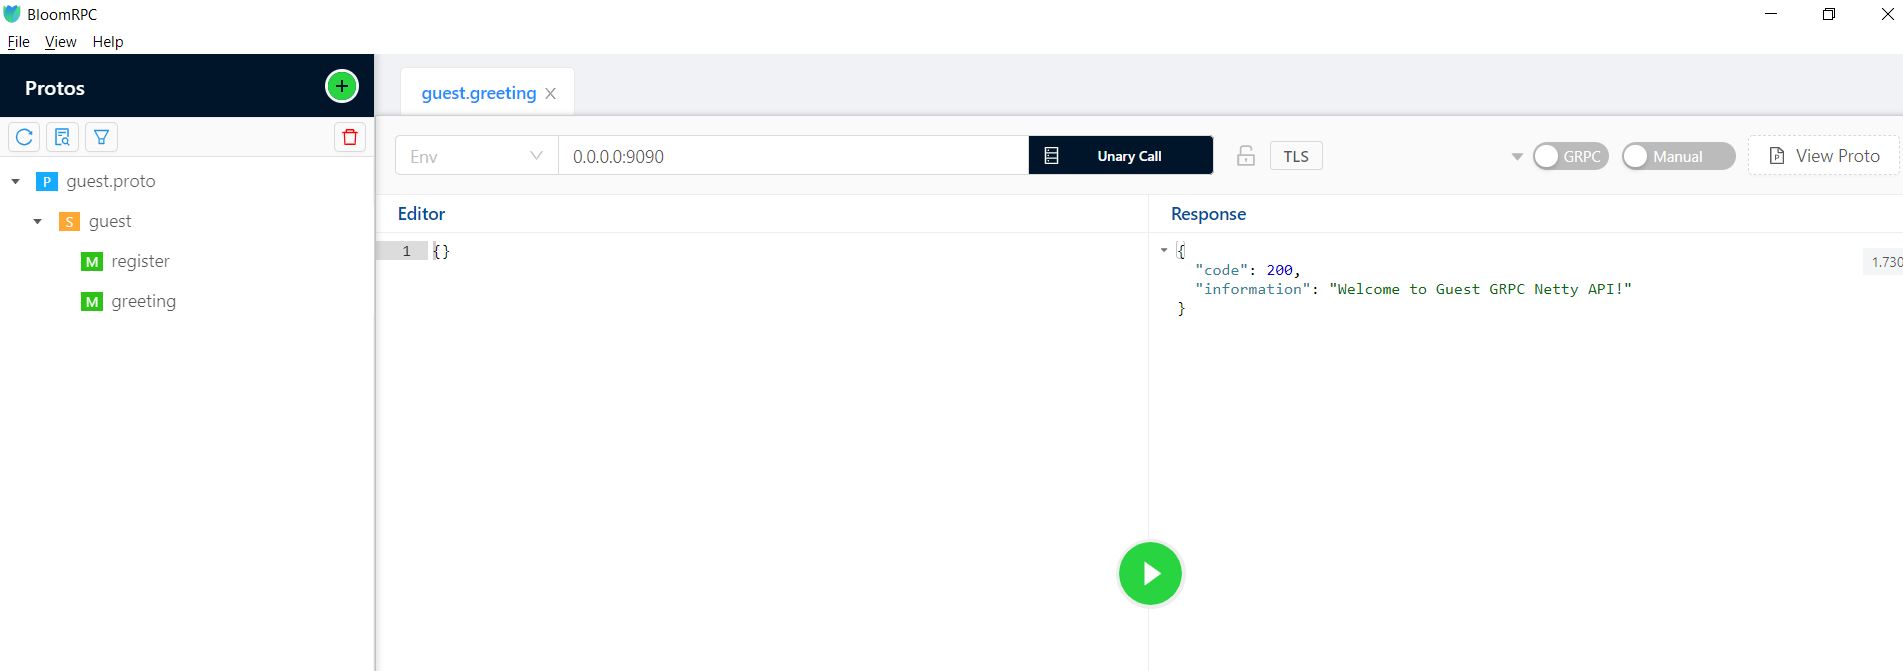 BloomRPC
File View Help
Protos
guest.greeting
Env
0.0.0.0:9090
Unary Call
TLS
GRPC
Manual
View Proto
P guest.proto
S guest
M register
M greeting
Editor
1 {}
Response
{
"code": 200,
"information": "Welcome to Guest GRPC Netty API!"
}
1.730